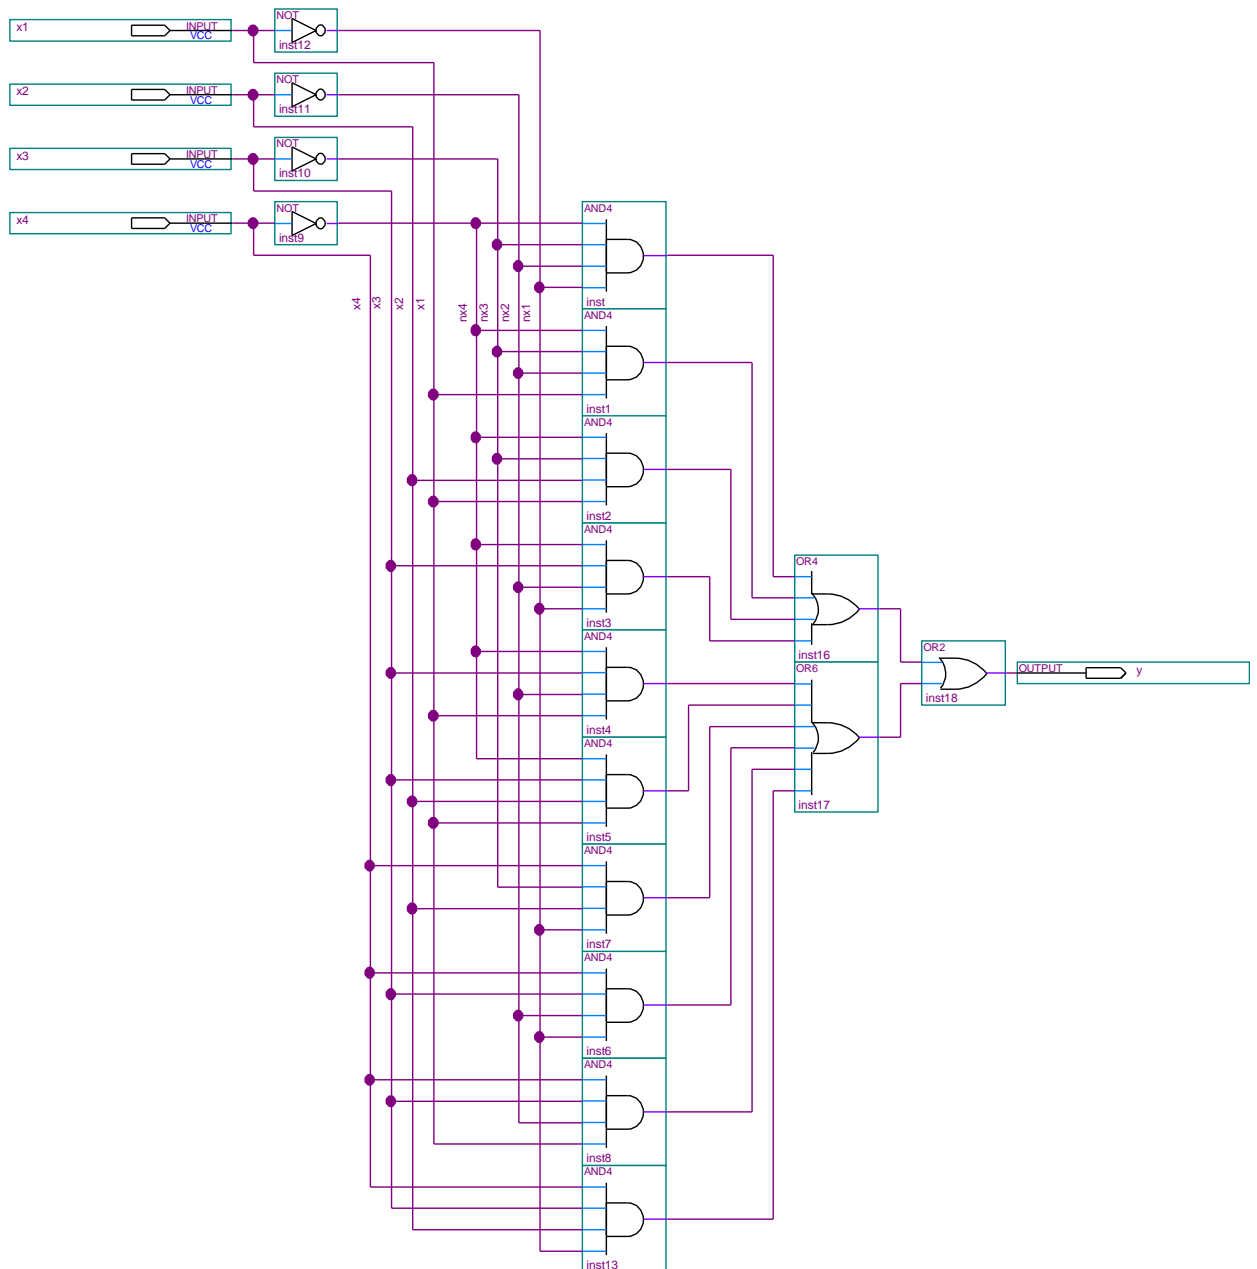 x1
INPUT
VCC
NOT
inst12
x2
INPUT
VCC
NOT
inst11
x3
INPUT
VCC
NOT
inst10
x4
INPUT
VCC
NOT
inst9
x4
x3
x2
x1
nx4
nx3
nx2
nx1
AND4
inst
AND4
inst1
AND4
inst2
AND4
inst3
AND4
inst4
AND4
inst5
AND4
inst7
AND4
inst6
AND4
inst8
AND4
inst13
OR4
inst16
OR6
inst17
OR2
inst18
OUTPUT
y